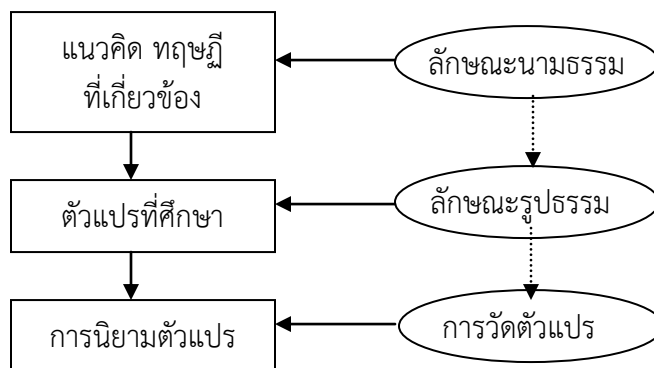 แนวคิด ทฤษฏี
ที่เกี่ยวข้อง
ลักษณะนามธรรม
ตัวแปรที่ศึกษา
ลักษณะรูปธรรม
การนิยามตัวแปร
การวัดตัวแปร